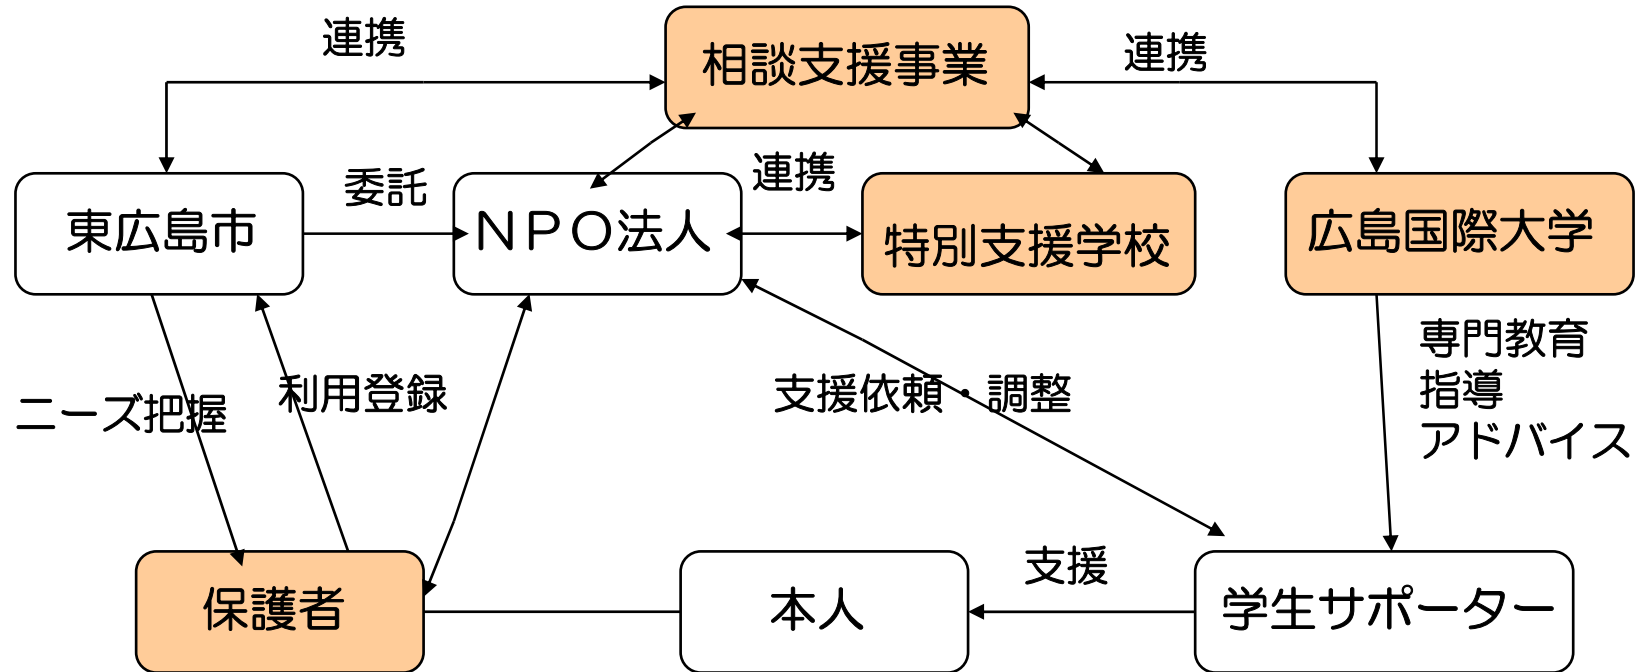 連携
相談支援事業
連携
東広島市
委託
ＮＰＯ法人
連携
特別支援学校
広島国際大学
ニーズ把握
利用登録
支援依頼・調整
専門教育
指導
アドバイス
保護者
本人
支援
学生サポーター